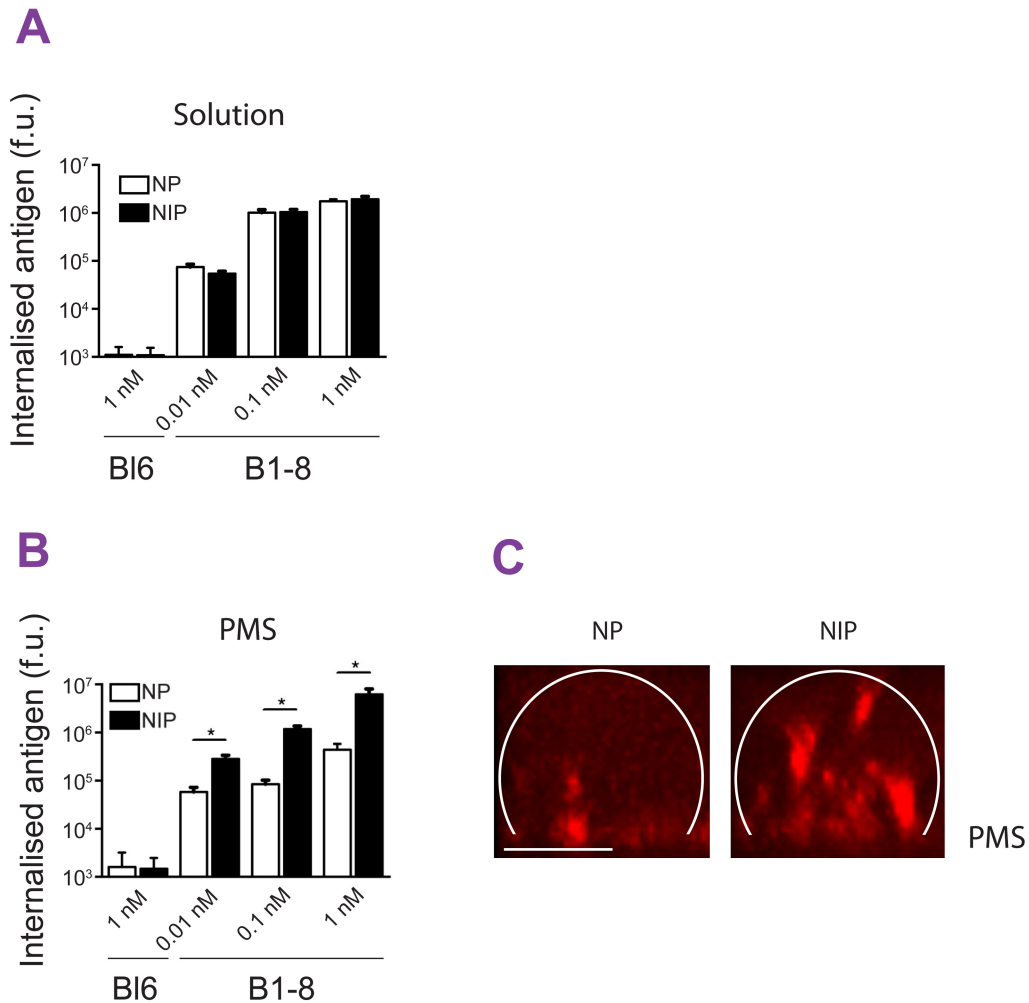 A
Solution
Internalised antigen (f.u.)
10⁷
10⁶
10⁵
10⁴
10³
NP
NIP
1 nM
0.01 nM
0.1 nM
1 nM
Bl6
B1-8
B
PMS
Internalised antigen (f.u.)
10⁷
10⁶
10⁵
10⁴
10³
NP
NIP
*
*
*
1 nM
0.01 nM
0.1 nM
1 nM
Bl6
B1-8
C
NP
NIP
PMS